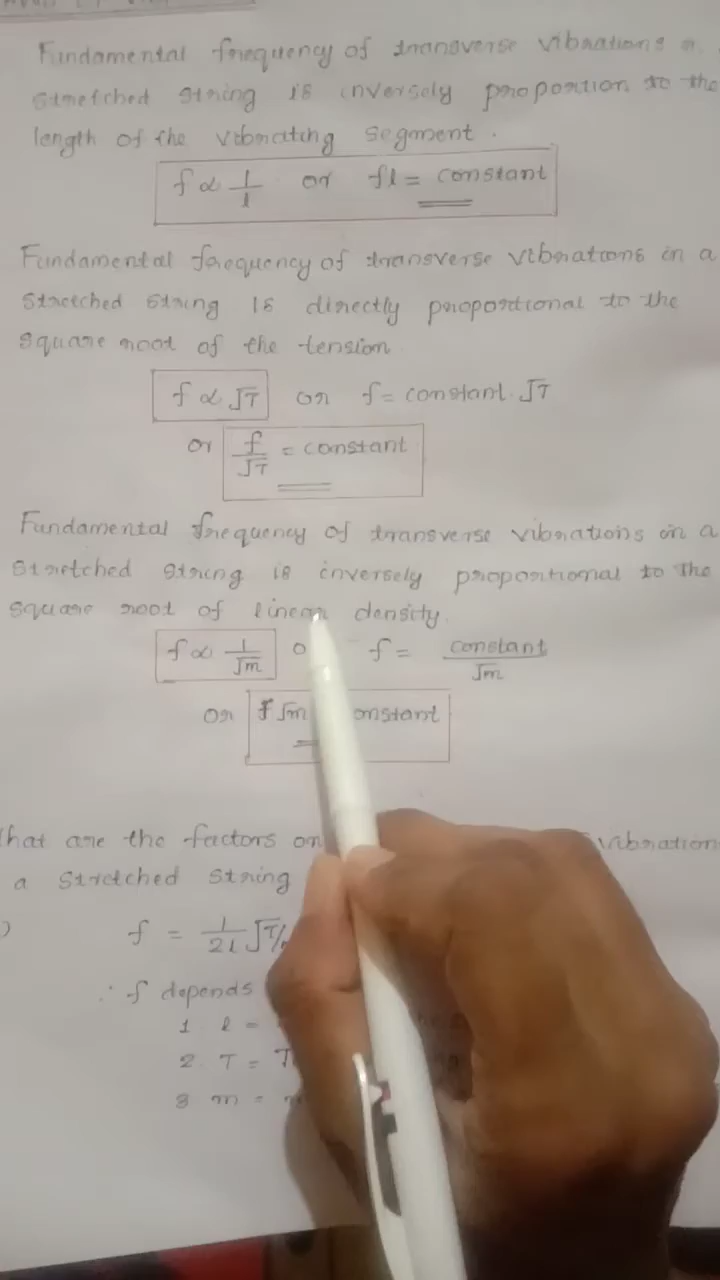 Fundamental frequency of transverse vibrations
stretched string is inversely proportion to the
length of the vibrating segment.
f ∝ 1/l or fl = constant
Fundamental frequency of transverse vibrations in a
stretched string is directly proportional to the
square root of the tension
f ∝ √T or f = constant. √T
or f/√T = constant
Fundamental frequency of transverse vibrations in a
stretched string is inversely proportional to the
square root of linear density.
f ∝ 1/√m f = constant/√m
or f √m onstant
hat are the factors on vibration
a stretched string
f = 1/2l √T/
∴ f depends
1. l =
2. T = T
3 m =